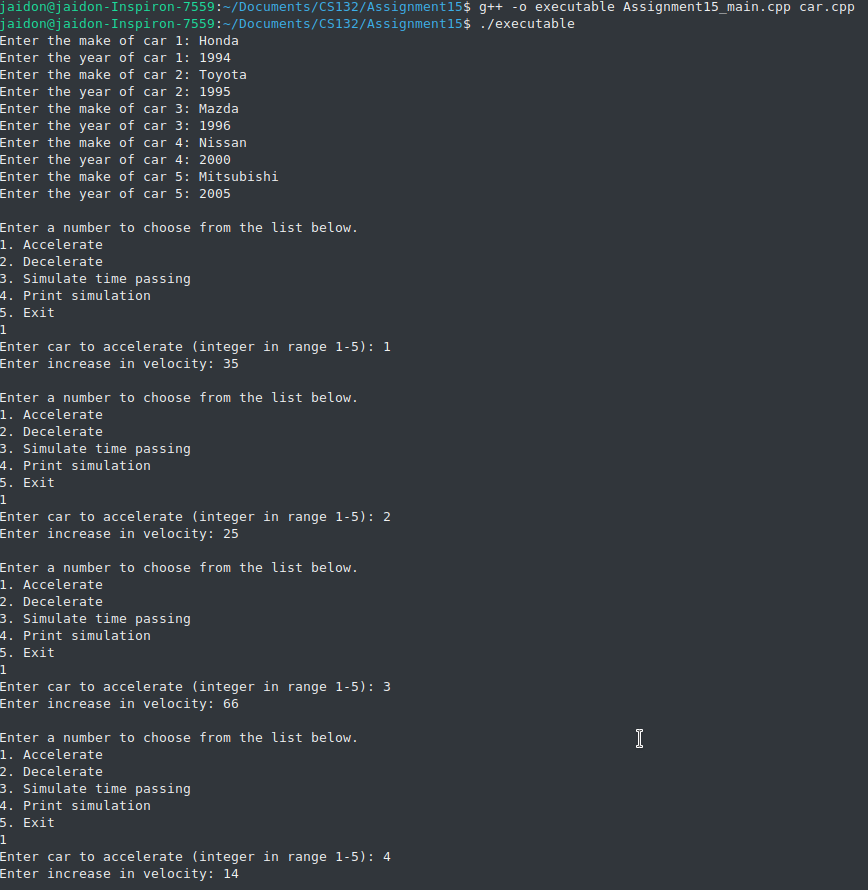 jaidon@jaidon-Inspiron-7559:~/Documents/CS132/Assignment15$ g++ -o executable Assignment15_main.cpp car.cpp
jaidon@jaidon-Inspiron-7559:~/Documents/CS132/Assignment15$ ./executable
Enter the make of car 1: Honda
Enter the year of car 1: 1994
Enter the make of car 2: Toyota
Enter the year of car 2: 1995
Enter the make of car 3: Mazda
Enter the year of car 3: 1996
Enter the make of car 4: Nissan
Enter the year of car 4: 2000
Enter the make of car 5: Mitsubishi
Enter the year of car 5: 2005

Enter a number to choose from the list below.
1. Accelerate
2. Decelerate
3. Simulate time passing
4. Print simulation
5. Exit
1
Enter car to accelerate (integer in range 1-5): 1
Enter increase in velocity: 35

Enter a number to choose from the list below.
1. Accelerate
2. Decelerate
3. Simulate time passing
4. Print simulation
5. Exit
1
Enter car to accelerate (integer in range 1-5): 2
Enter increase in velocity: 25

Enter a number to choose from the list below.
1. Accelerate
2. Decelerate
3. Simulate time passing
4. Print simulation
5. Exit
1
Enter car to accelerate (integer in range 1-5): 3
Enter increase in velocity: 66

Enter a number to choose from the list below.
1. Accelerate
2. Decelerate
3. Simulate time passing
4. Print simulation
5. Exit
1
Enter car to accelerate (integer in range 1-5): 4
Enter increase in velocity: 14